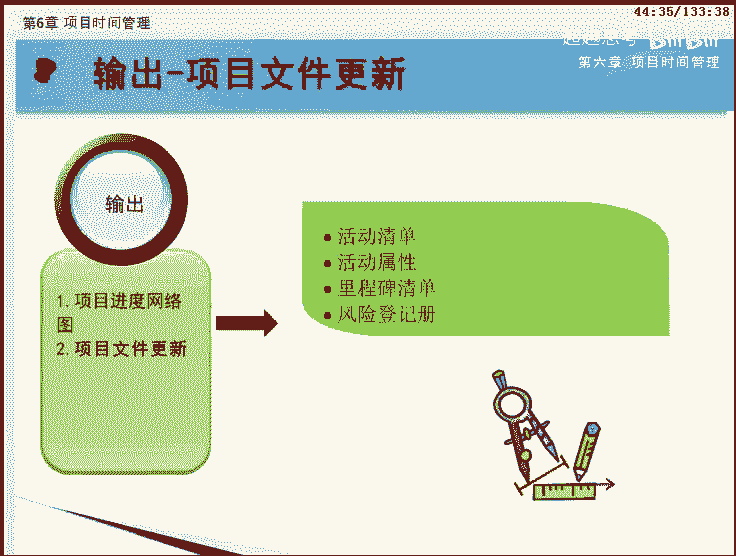 第6章 项目时间管理
44:35/133:38
bilibili
第六章 项目时间管理
输出-项目文件更新
输出
1. 项目进度网络
图
2. 项目文件更新
• 活动清单
• 活动属性
• 里程碑清单
• 风险登记册